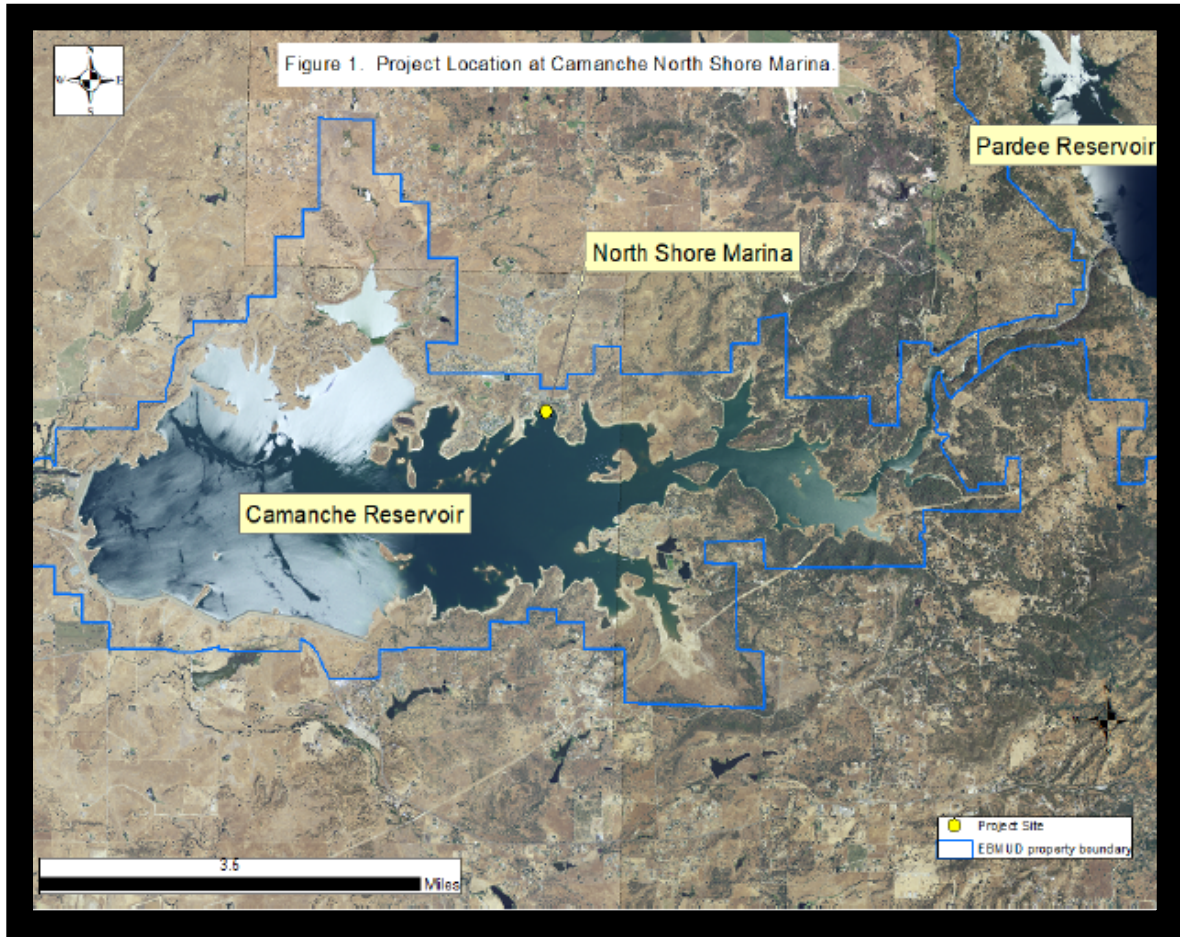 N
W E
S
Figure 1. Project Location at Camanche North Shore Marina.
Pardee Reservoir
North Shore Marina
Camanche Reservoir
Project Site
EBMUD property boundary
3.6
Miles